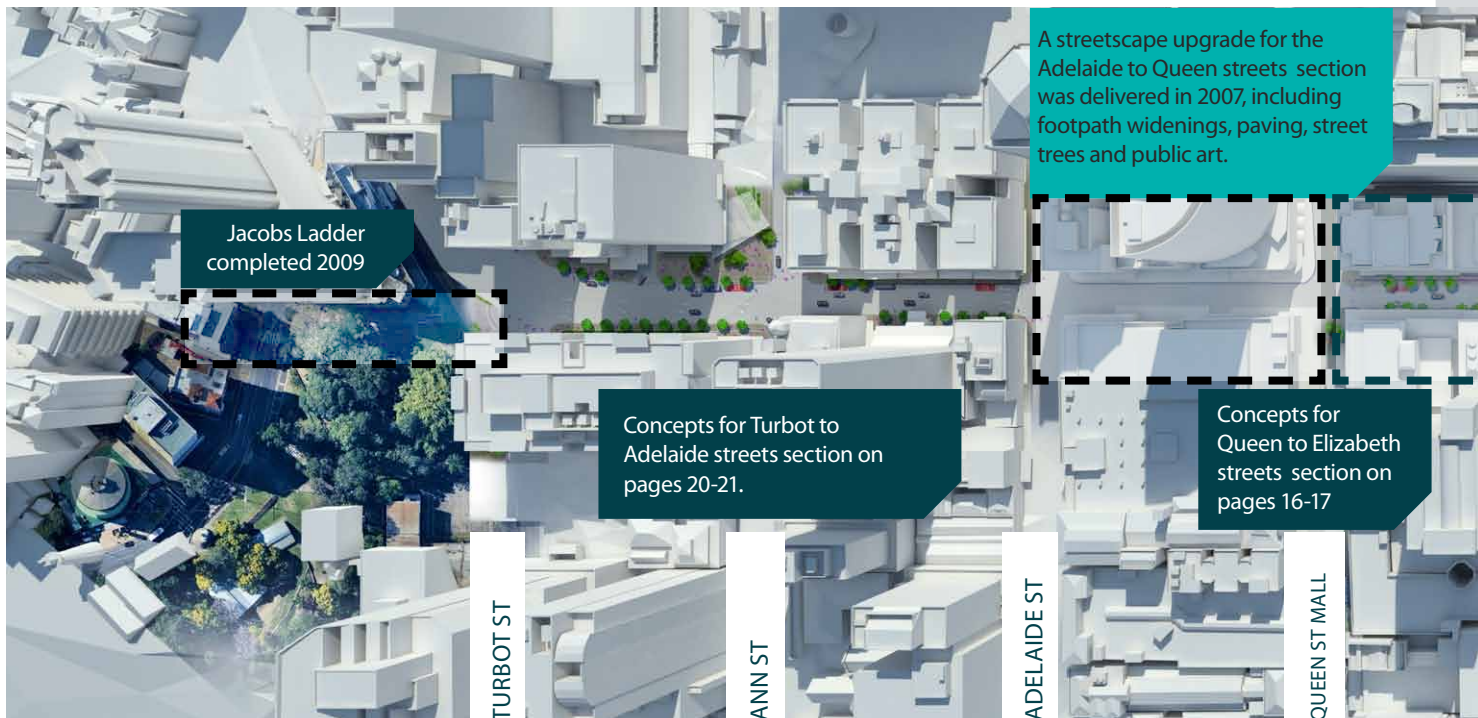 A streetscape upgrade for the
Adelaide to Queen streets section
was delivered in 2007, including
footpath widenings, paving, street
trees and public art.
Jacobs Ladder
completed 2009
Concepts for Turbot to
Adelaide streets section on
pages 20-21.
Concepts for
Queen to Elizabeth
streets section on
pages 16-17
TURBOT ST
ANN ST
ADELAIDE ST
QUEEN ST MALL